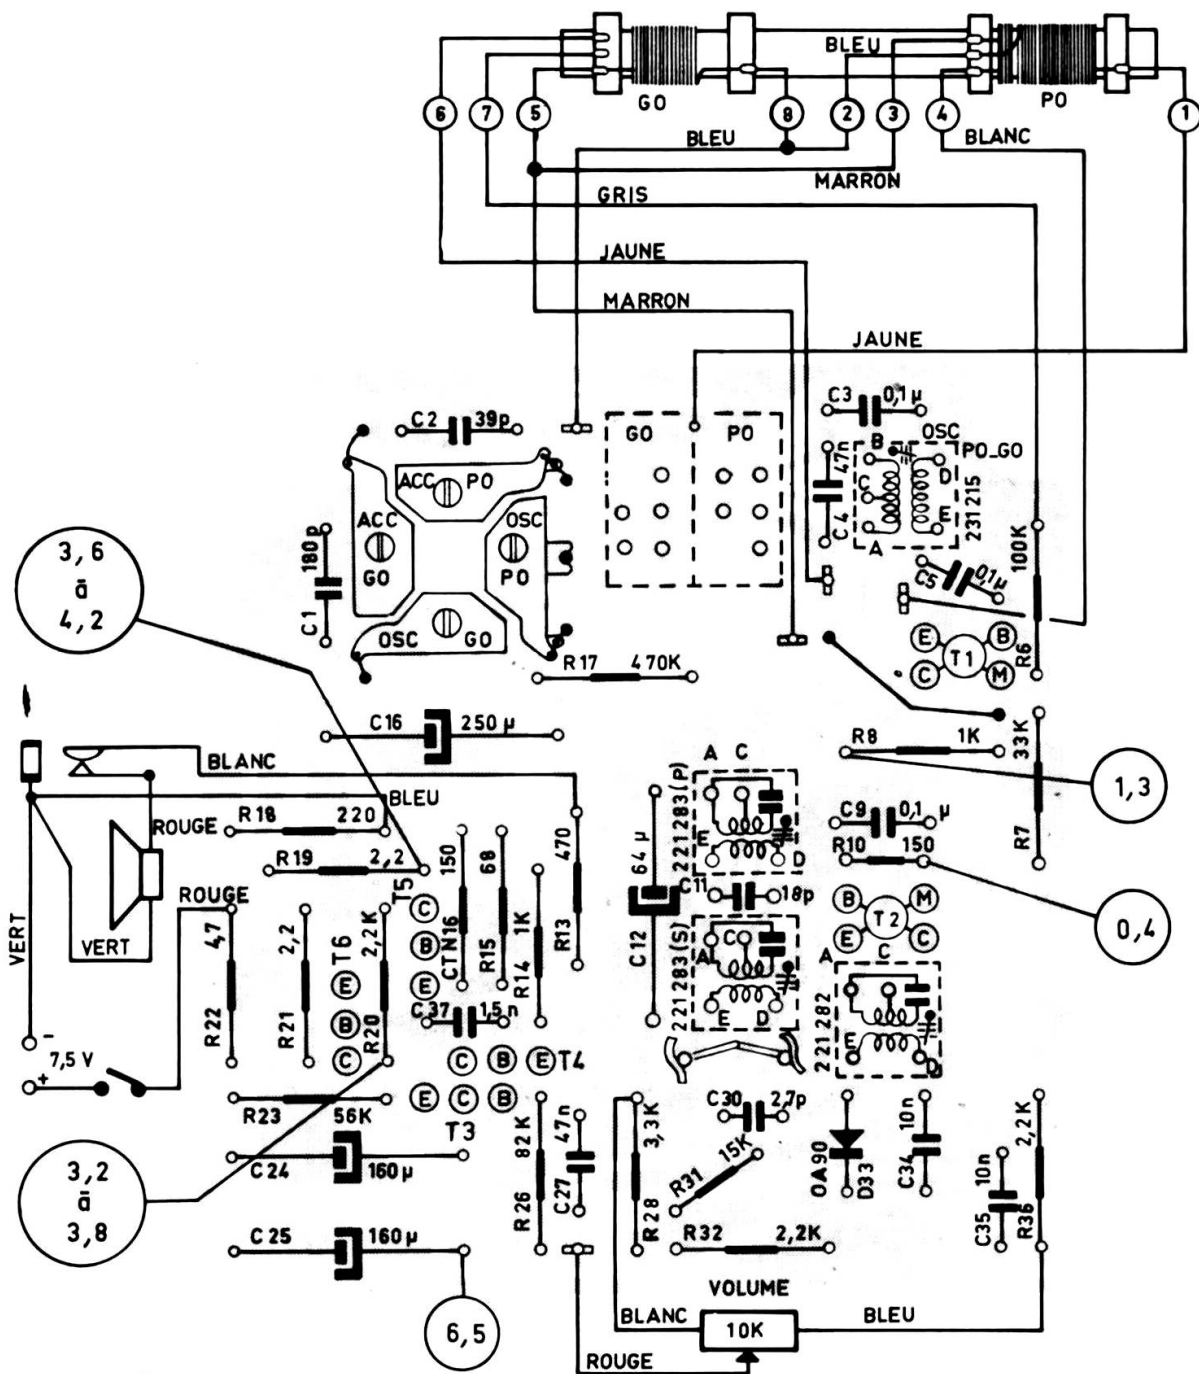 BLEU
GO
PO
6
7
5
8
2
3
4
1
BLEU
BLANC
MARRON
GRIS
JAUNE
MARRON
JAUNE
C3
0,1µ
C2
39p
GO
PO
OSC
PO_GO
B
C
A
D
E
47n
C4
231 215
ACC
PO
ACC
GO
OSC
PO
OSC
GO
180p
C1
3,6
ā
4,2
100K
R6
C5
0,1µ
E
B
T1
C
M
R17
470K
C16
250µ
BLANC
BLEU
R8
1K
33K
R7
1,3
A
C
E
D
221 283 (P)
ROUGE
R18
220
R19
2,2
C9
0,1
µ
R10
150
0,4
64µ
C12
C11
18p
150
CTN16
68
R15
470
R13
1K
R14
T5
C
B
E
ROUGE
VERT
VERT
4,7
R22
2,2
R21
T6
E
B
C
2,2K
R20
A
C
E
D
221 283 (S)
B
M
T2
E
C
A
C
E
D
221 282
C37
1,5n
C
B
E
T4
E
C
B
T3
-
7,5 V
+
R23
56K
C24
160µ
3,2
ā
3,8
C25
160µ
6,5
82K
R26
47n
C27
3,3K
R28
C30
2,7p
R31
15K
R32
2,2K
OA90
D33
10n
C34
10n
C35
2,2K
R36
VOLUME
BLANC
10K
BLEU
ROUGE